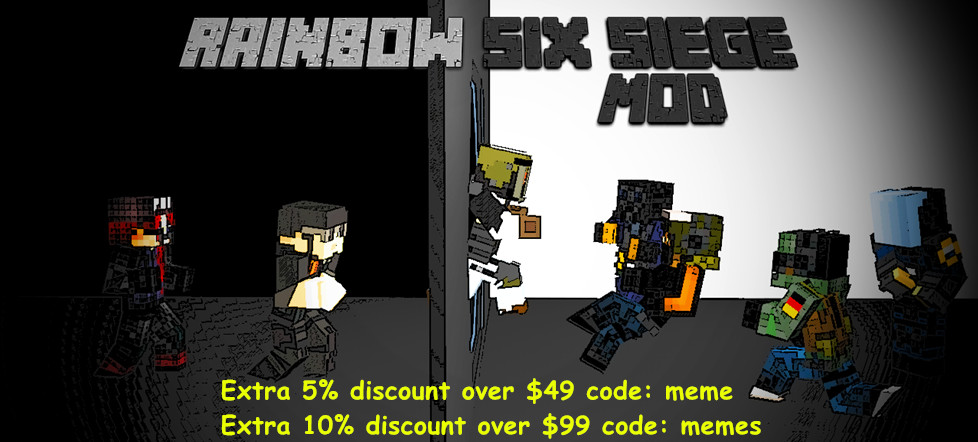 RAINBOW SIX SIEGE
MOD
Extra 5% discount over $49 code: meme
Extra 10% discount over $99 code: memes